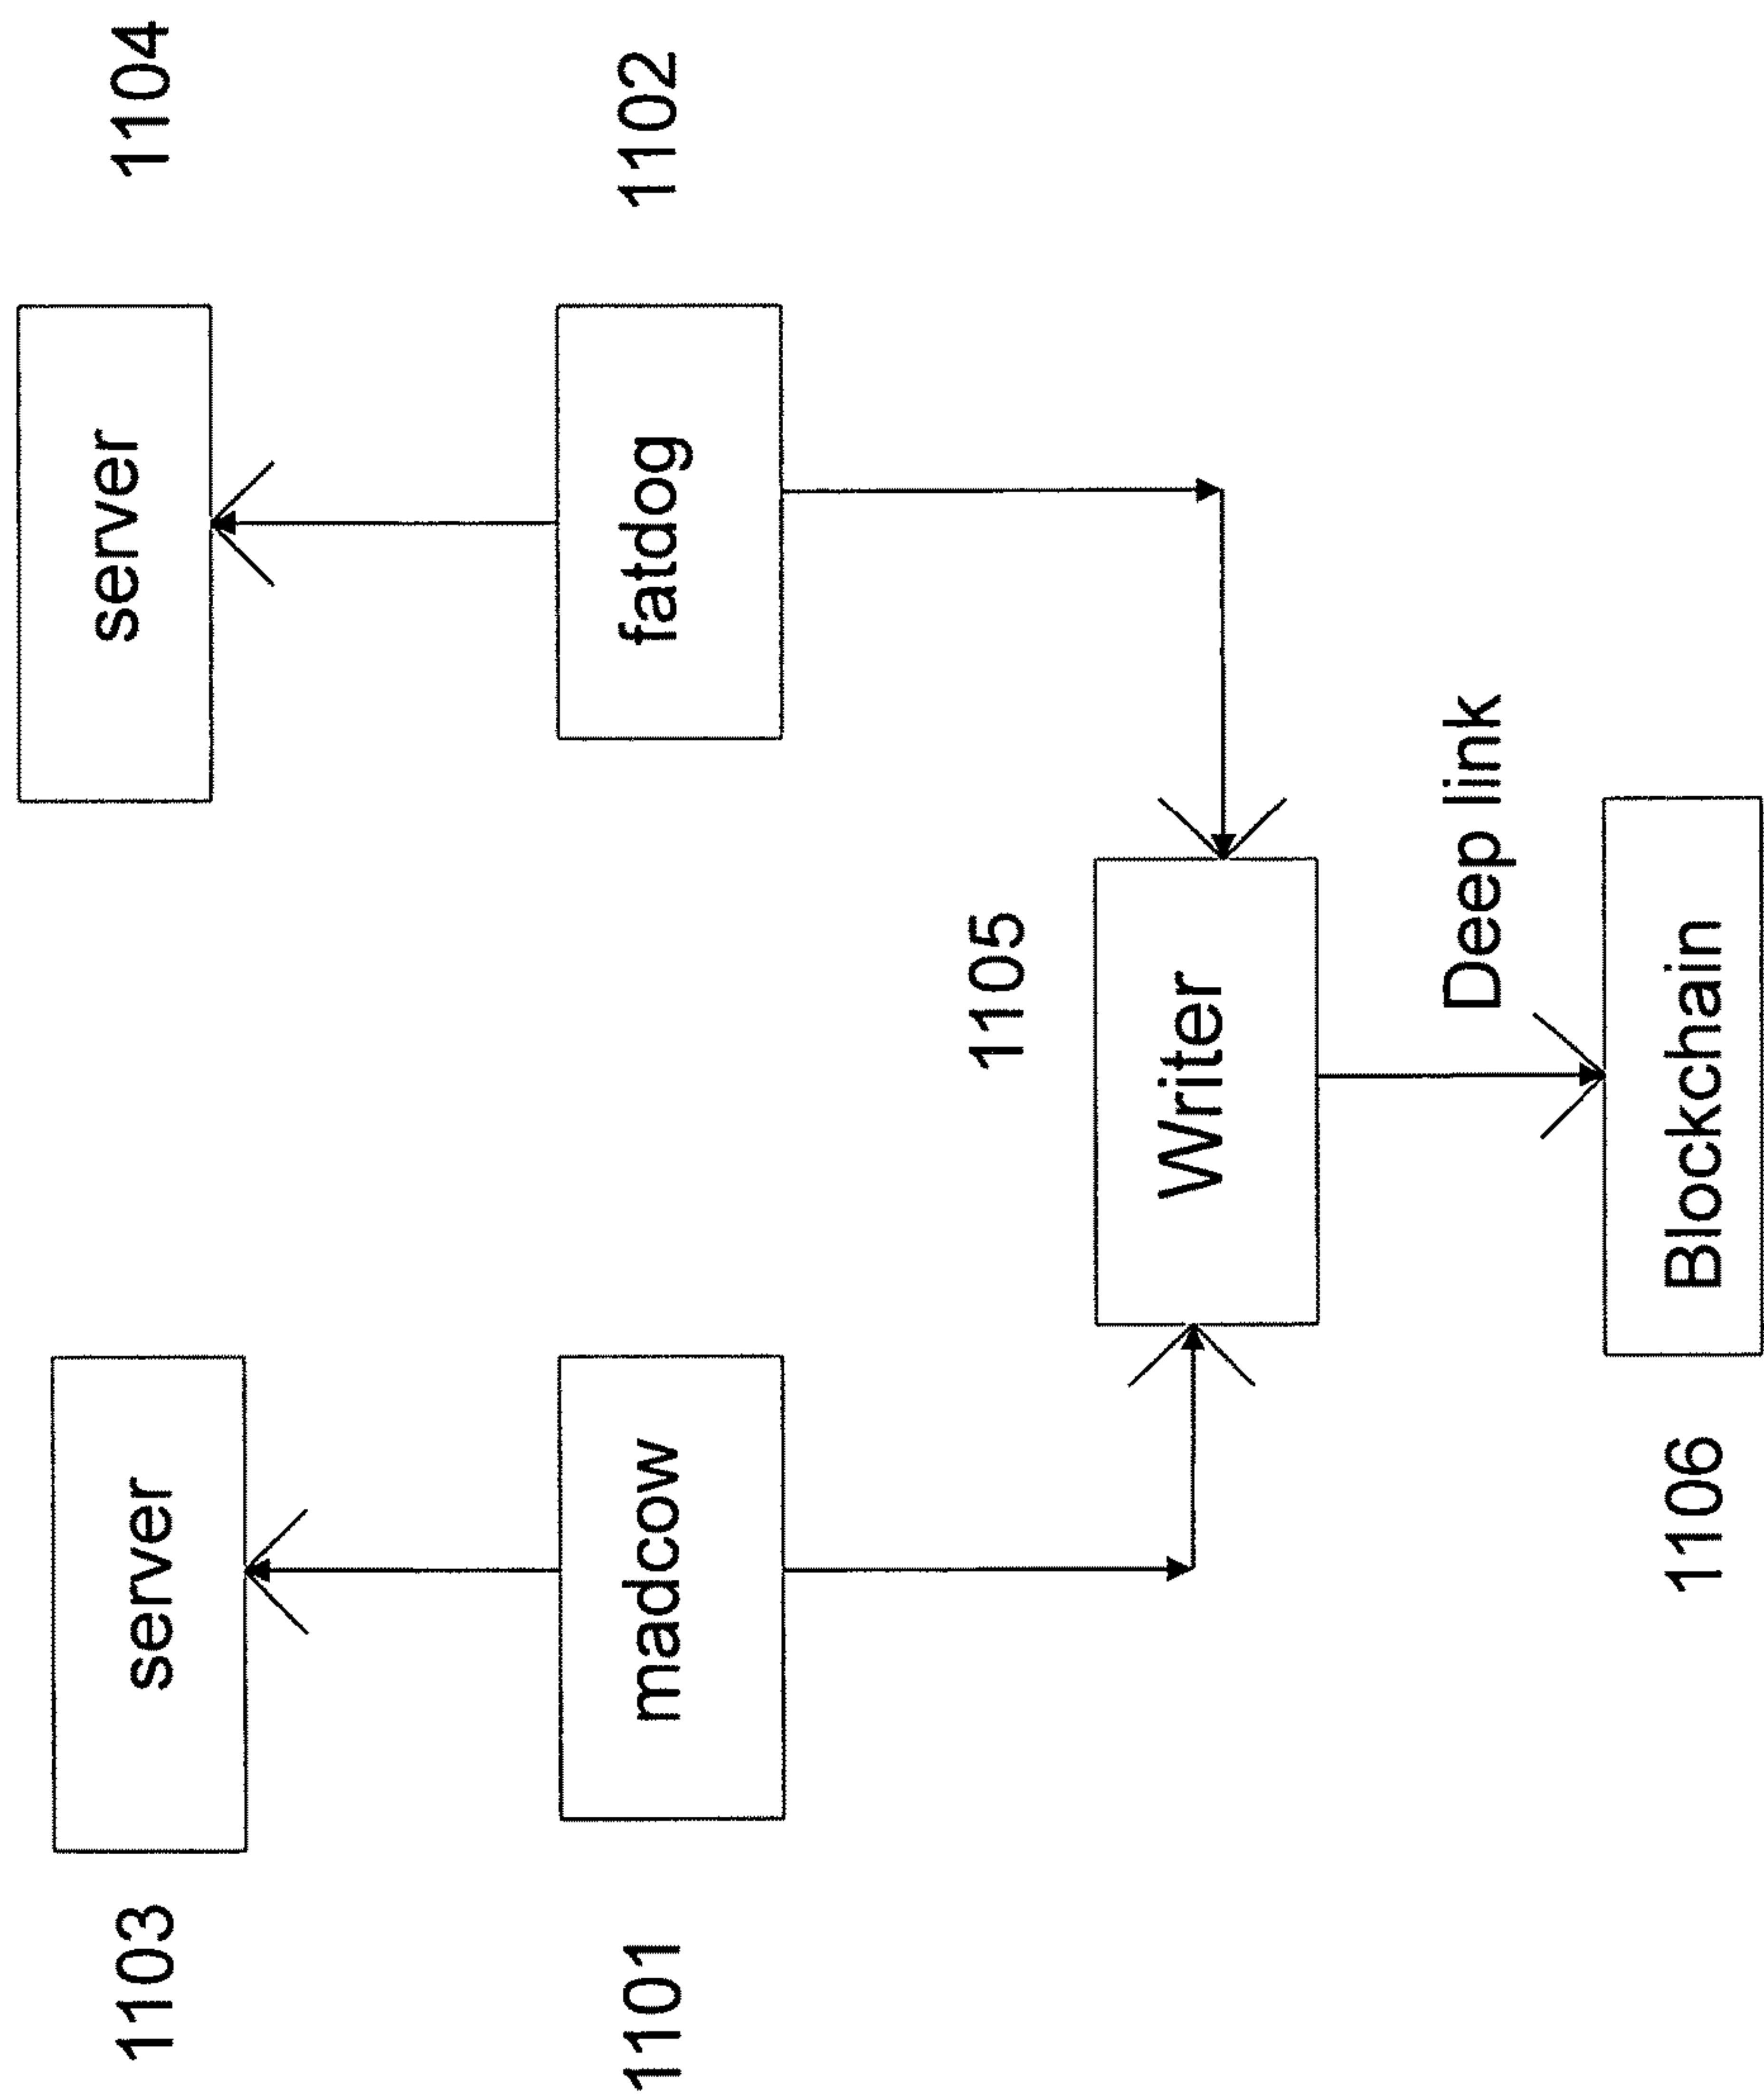 1103
server
server
1104
1101
madcow
fatdog
1102
1105
Writer
Deep link
1106
Blockchain